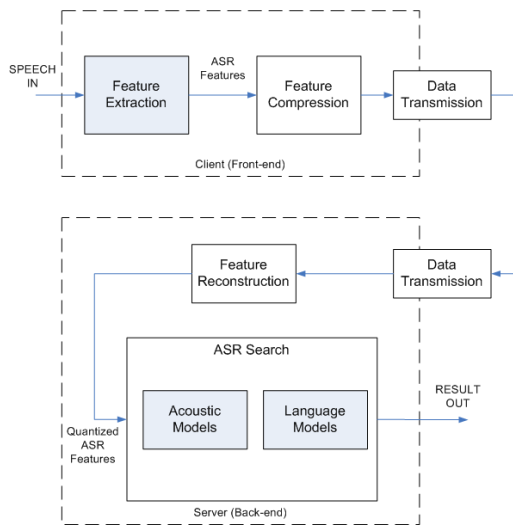 SPEECH
IN
Feature
Extraction
ASR
Features
Feature
Compression
Data
Transmission
Client (Front-end)
Feature
Reconstruction
Data
Transmission
ASR Search
Acoustic
Models
Language
Models
RESULT
OUT
Quantized
ASR
Features
Server (Back-end)